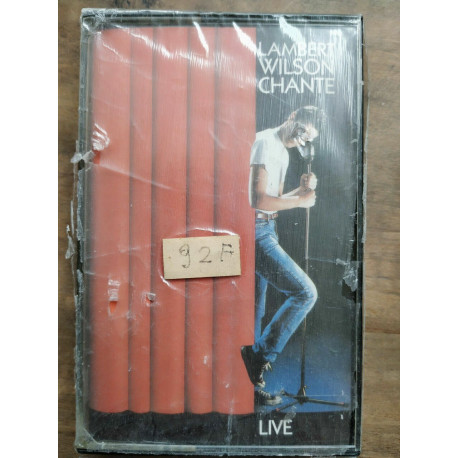 LAMBERT
WILSON
CHANTE
92F
LIVE